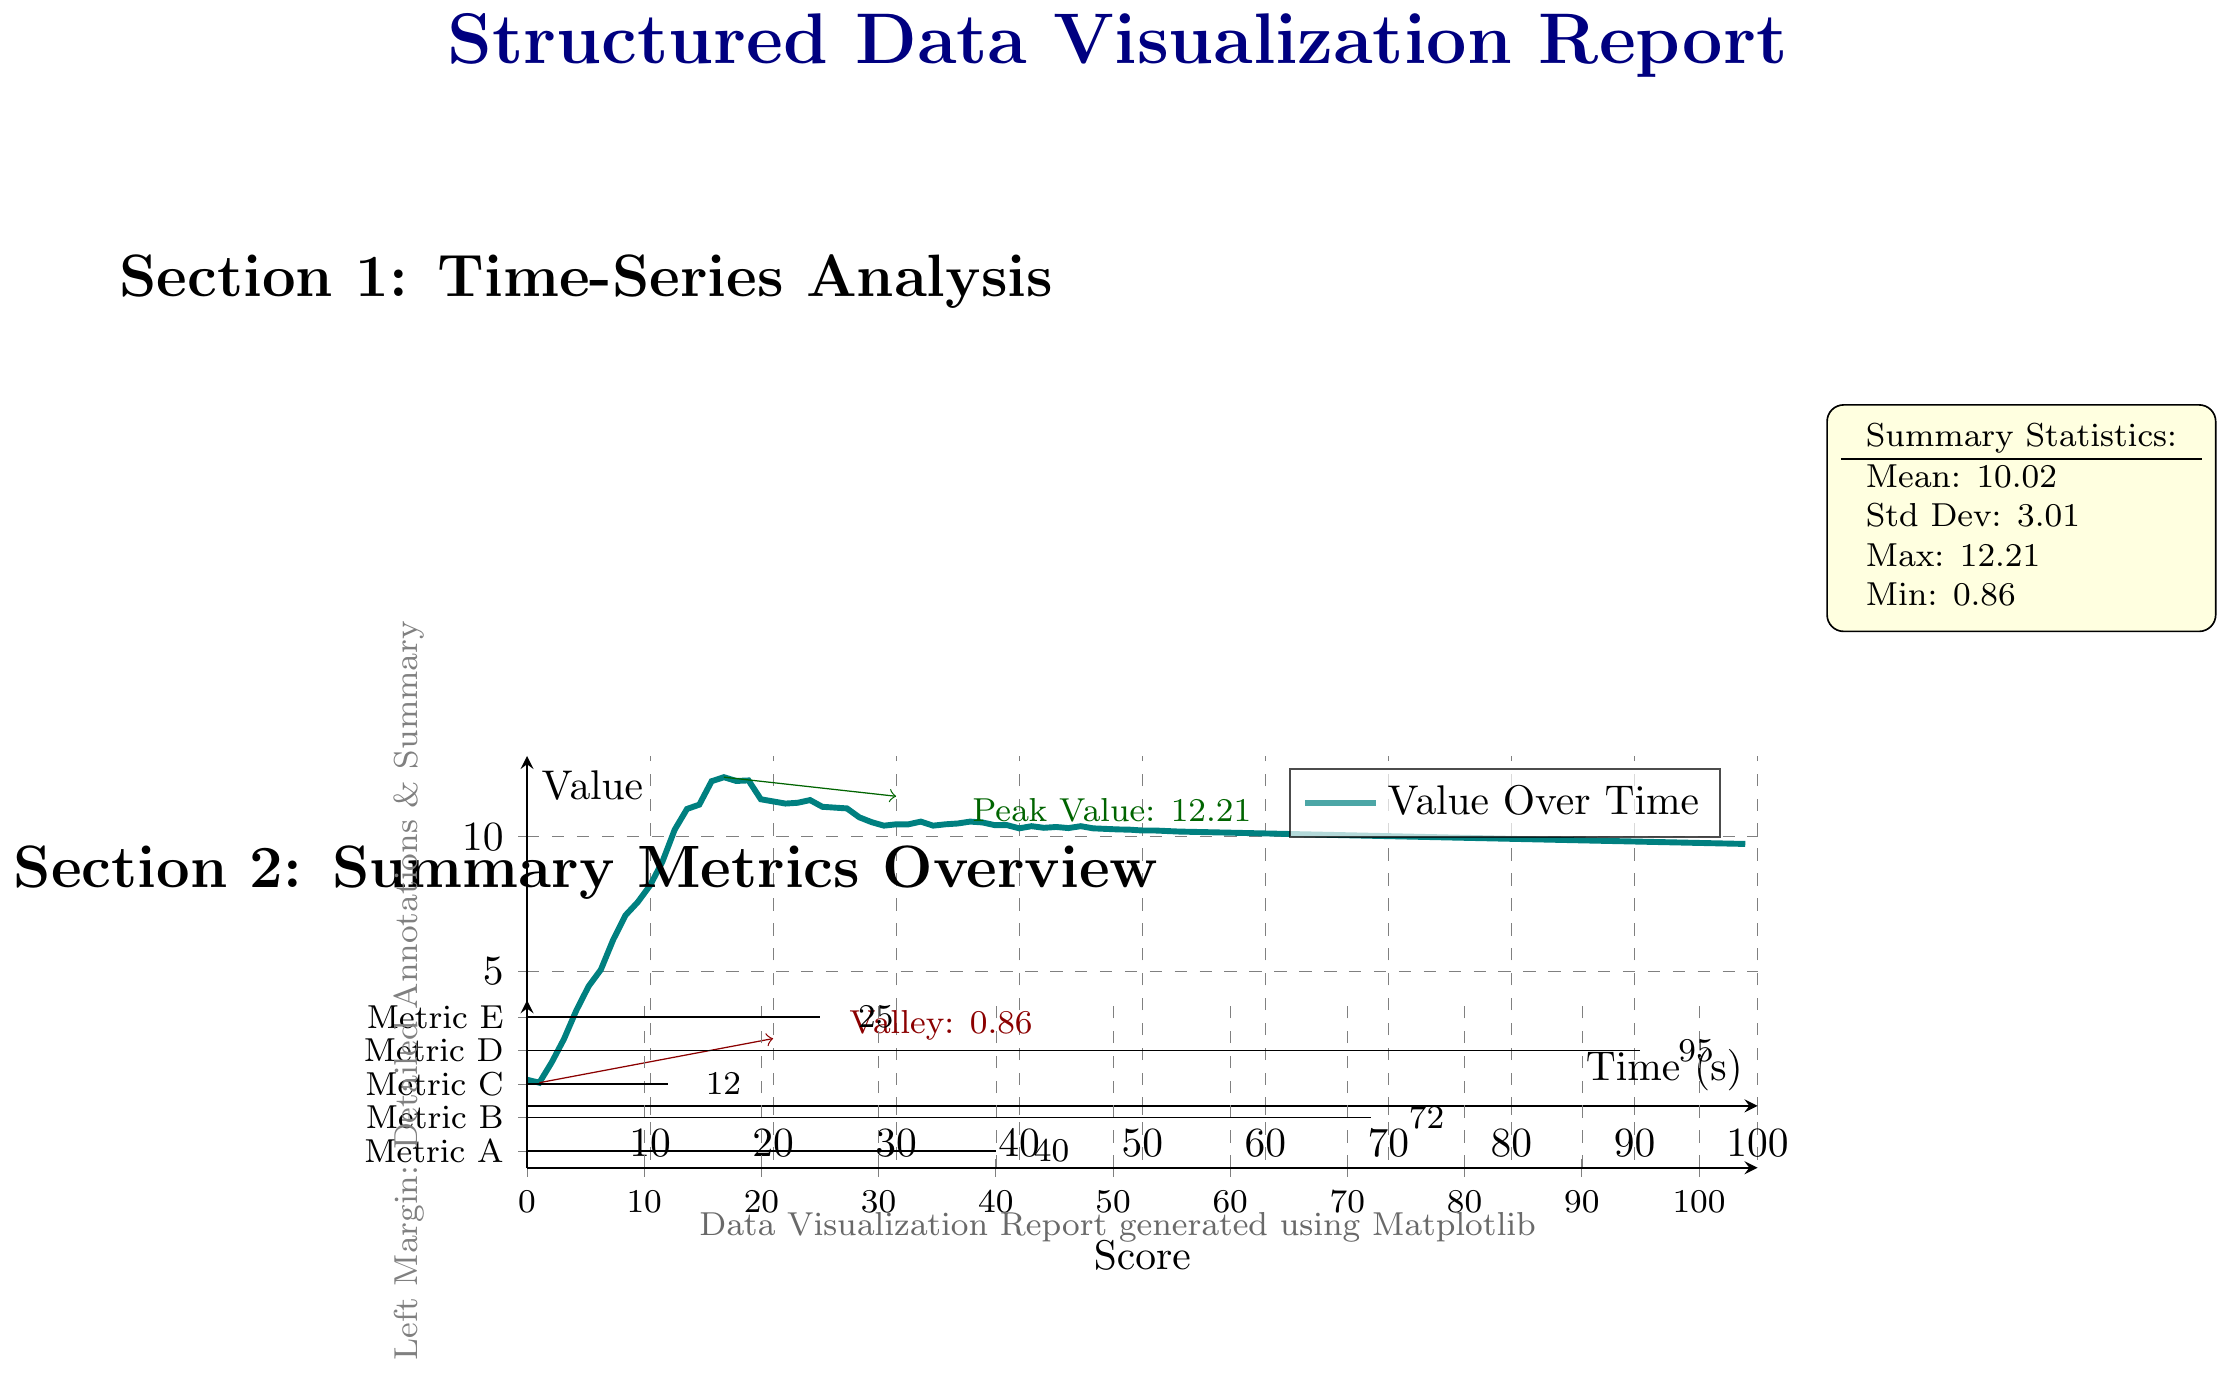 Structured Data Visualization Report
Section 1: Time-Series Analysis
Summary Statistics:
Mean: 10.02
Std Dev: 3.01
Max: 12.21
Min: 0.86
Left Margin: Detailed Annotations & Summary
Value
Value Over Time
Peak Value: 12.21
10
Section 2: Summary Metrics Overview
5
Metric E
25
Valley: 0.86
Metric D
95
Time (s)
Metric C
12
Metric B
72
10 20 30 40 50 60 70 80 90 100
Metric A
40
0 10 20 30 40 50 60 70 80 90 100
Data Visualization Report generated using Matplotlib
Score